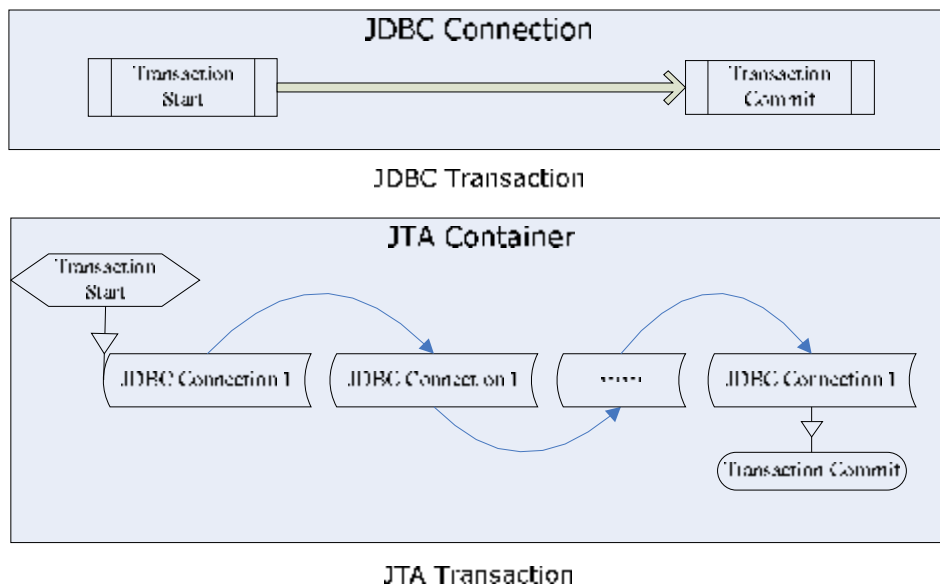 JDBC Connection
Transaction
Start
Transaction
Commit
JDBC Transaction
JTA Container
Transaction
Start
JDBC Connection 1
JDBC Connection 1
......
JDBC Connection 1
Transaction Commit
JTA Transaction